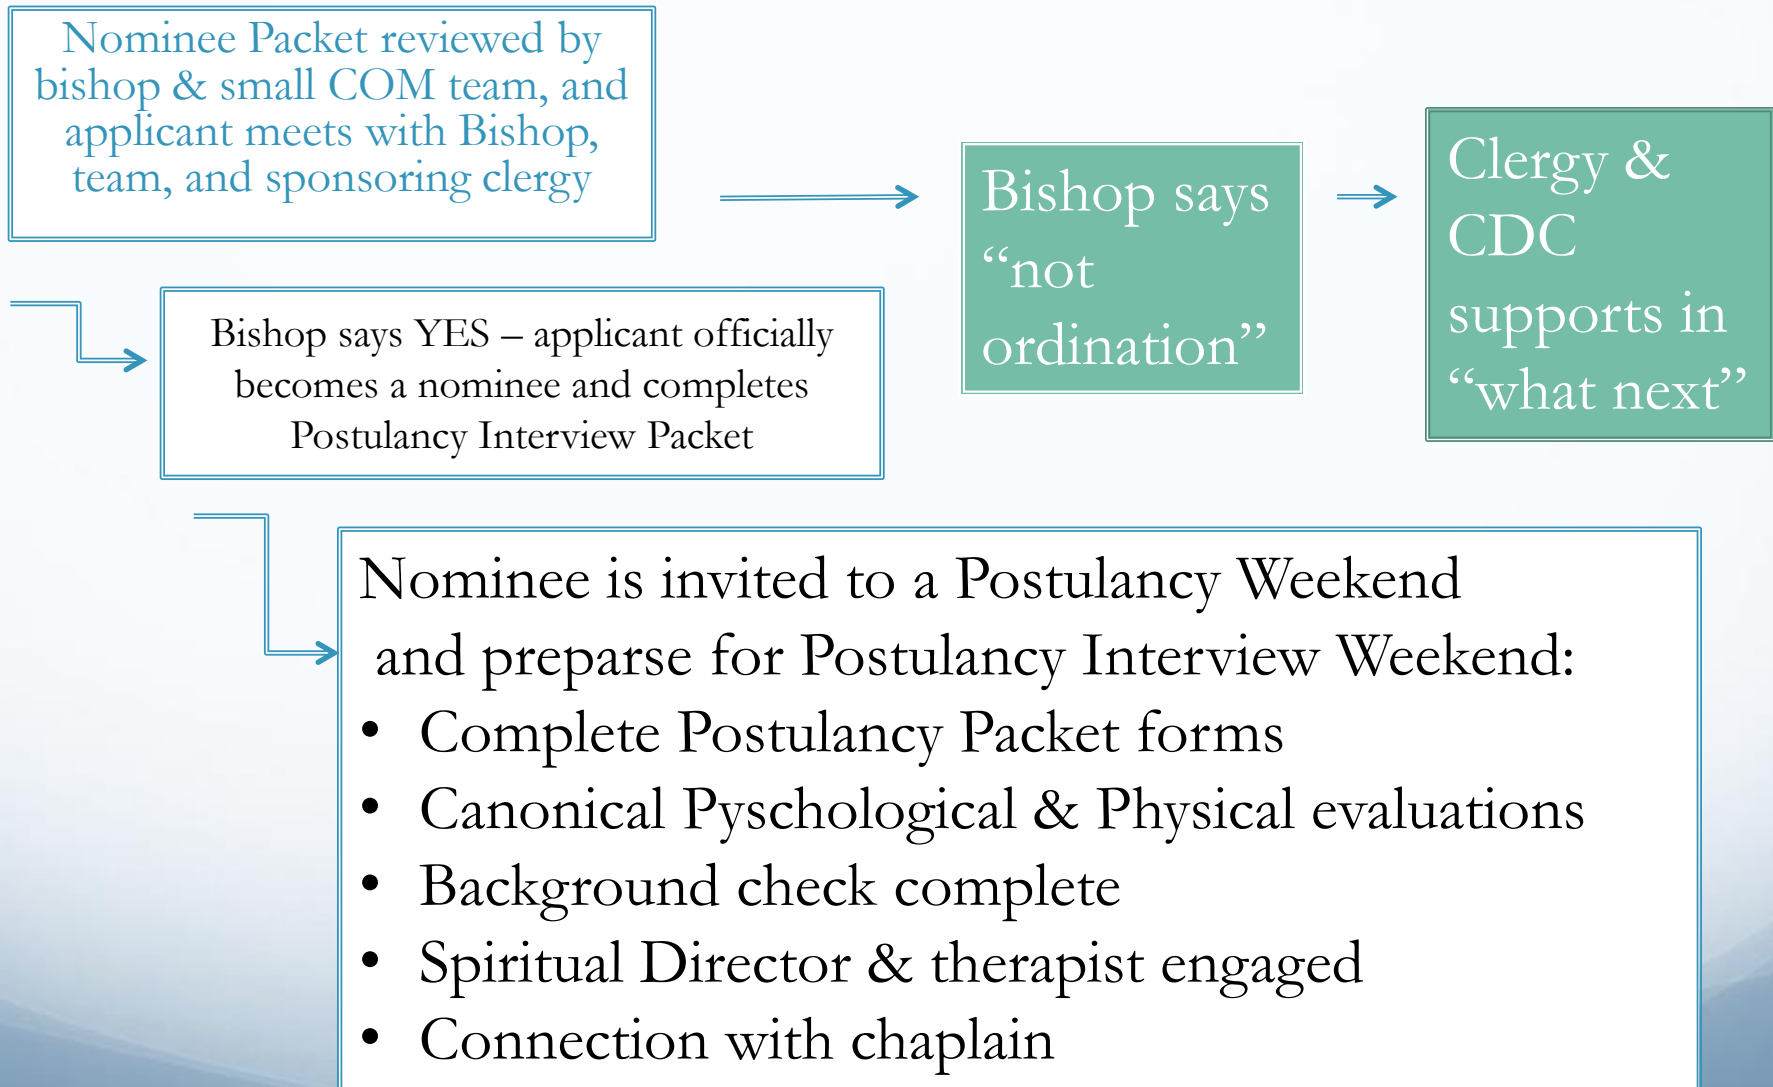 Nominee Packet reviewed by
bishop & small COM team, and
applicant meets with Bishop,
team, and sponsoring clergy
Bishop says
“not
ordination”
Clergy &
CDC
supports in
“what next”
Bishop says YES – applicant officially
becomes a nominee and completes
Postulancy Interview Packet
Nominee is invited to a Postulancy Weekend
and preparse for Postulancy Interview Weekend:
• Complete Postulancy Packet forms
• Canonical Pyschological & Physical evaluations
• Background check complete
• Spiritual Director & therapist engaged
• Connection with chaplain